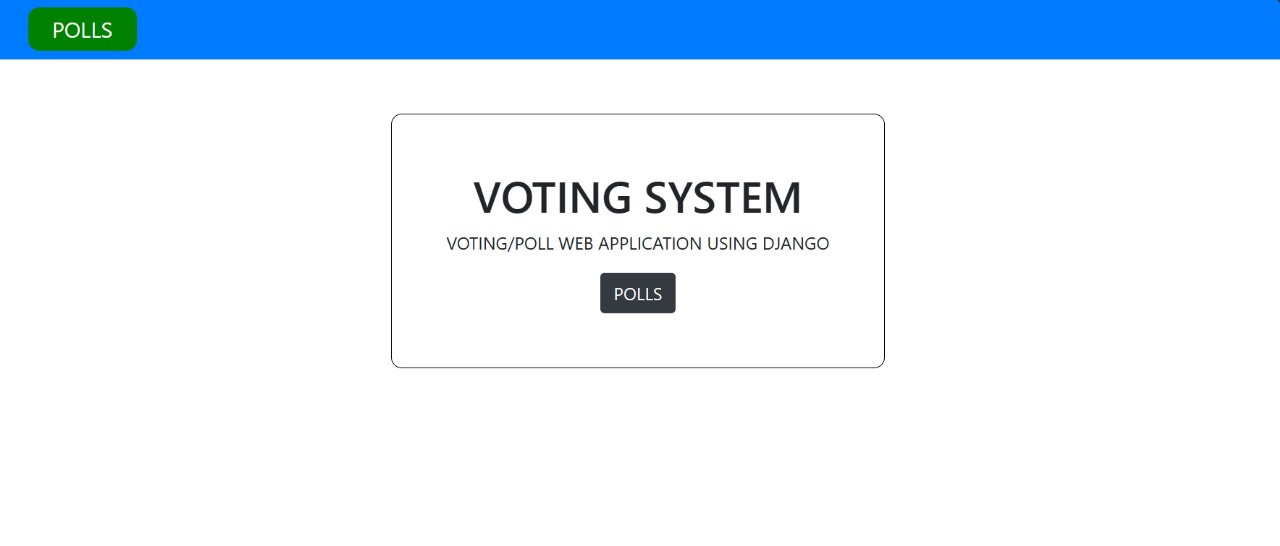 POLLS
VOTING SYSTEM
VOTING/POLL WEB APPLICATION USING DJANGO
POLLS